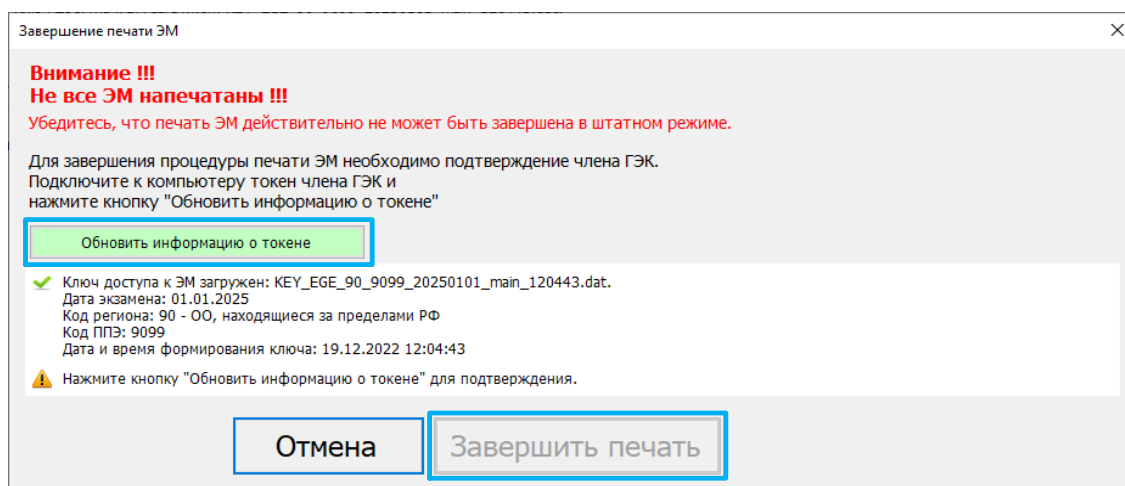 Завершение печати ЭМ
Внимание !!!
Не все ЭМ напечатаны !!!
Убедитесь, что печать ЭМ действительно не может быть завершена в штатном режиме.
Для завершения процедуры печати ЭМ необходимо подтверждение члена ГЭК.
Подключите к компьютеру токен члена ГЭК и
нажмите кнопку "Обновить информацию о токене"
Обновить информацию о токене
Ключ доступа к ЭМ загружен: KEY_EGE_90_9099_20250101_main_120443.dat.
Дата экзамена: 01.01.2025
Код региона: 90 - ОО, находящиеся за пределами РФ
Код ППЭ: 9099
Дата и время формирования ключа: 19.12.2022 12:04:43
Нажмите кнопку "Обновить информацию о токене" для подтверждения.
Отмена
Завершить печать